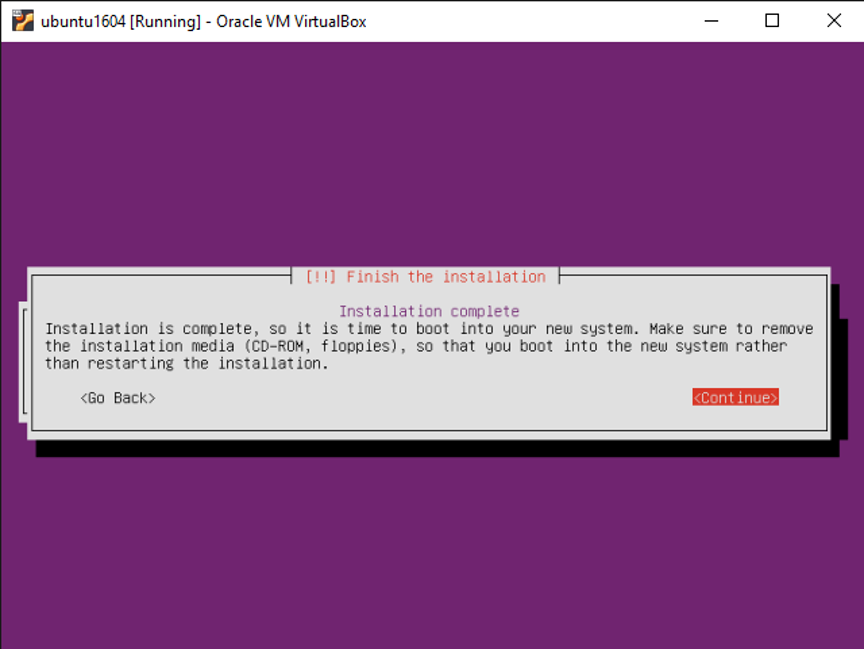 ubuntu1604 [Running] - Oracle VM VirtualBox
[!!] Finish the installation
Installation complete
Installation is complete, so it is time to boot into your new system. Make sure to remove
the installation media (CD-ROM, floppies), so that you boot into the new system rather
than restarting the installation.
<Go Back> <Continue>